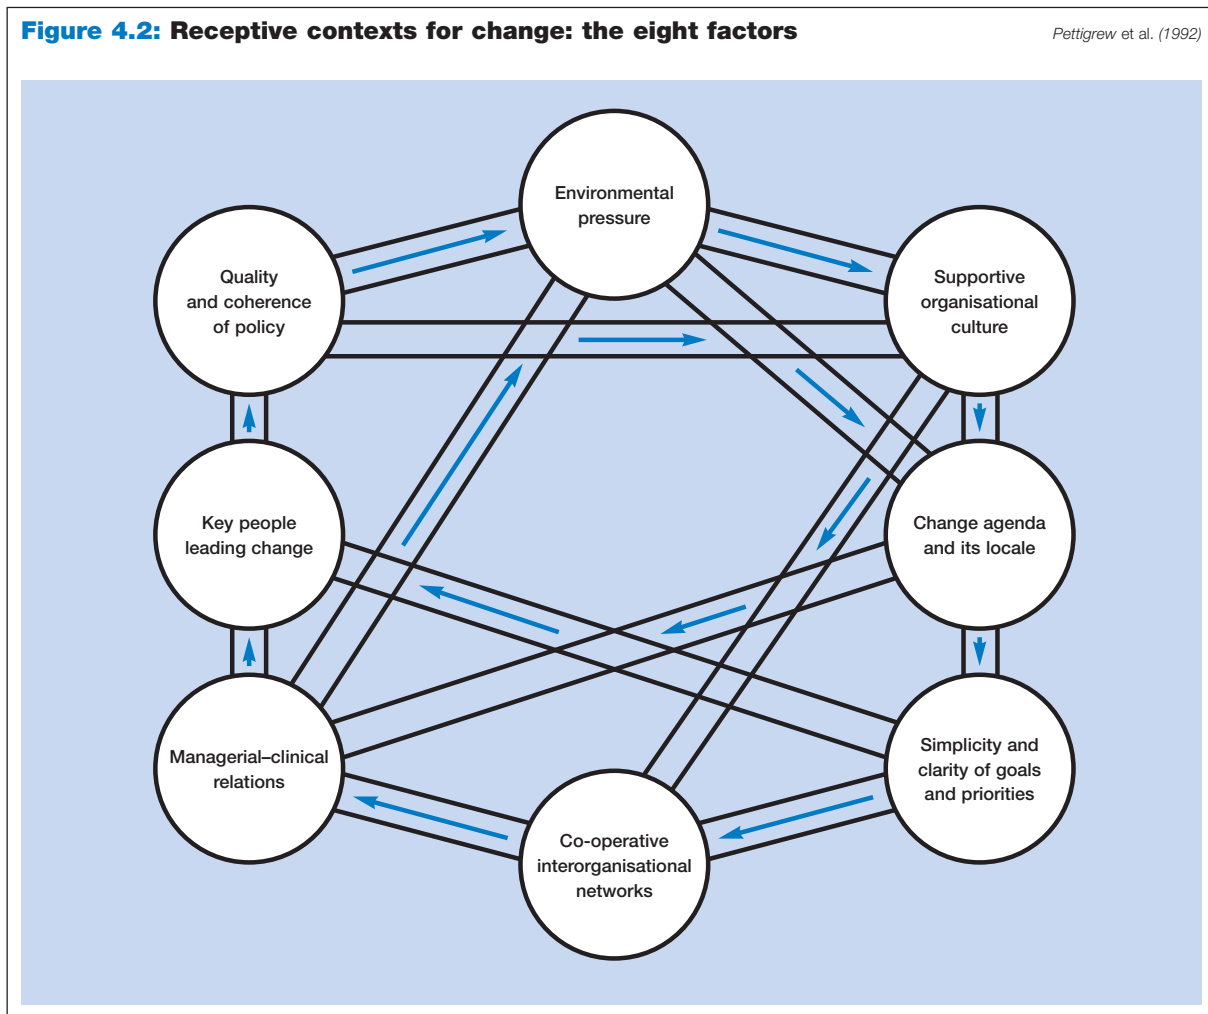 Figure 4.2: Receptive contexts for change: the eight factors
Pettigrew et al. (1992)
Environmental
pressure
Quality
and coherence
of policy
Supportive
organisational
culture
Key people
leading change
Change agenda
and its locale
Managerial–clinical
relations
Simplicity and
clarity of goals
and priorities
Co-operative
interorganisational
networks